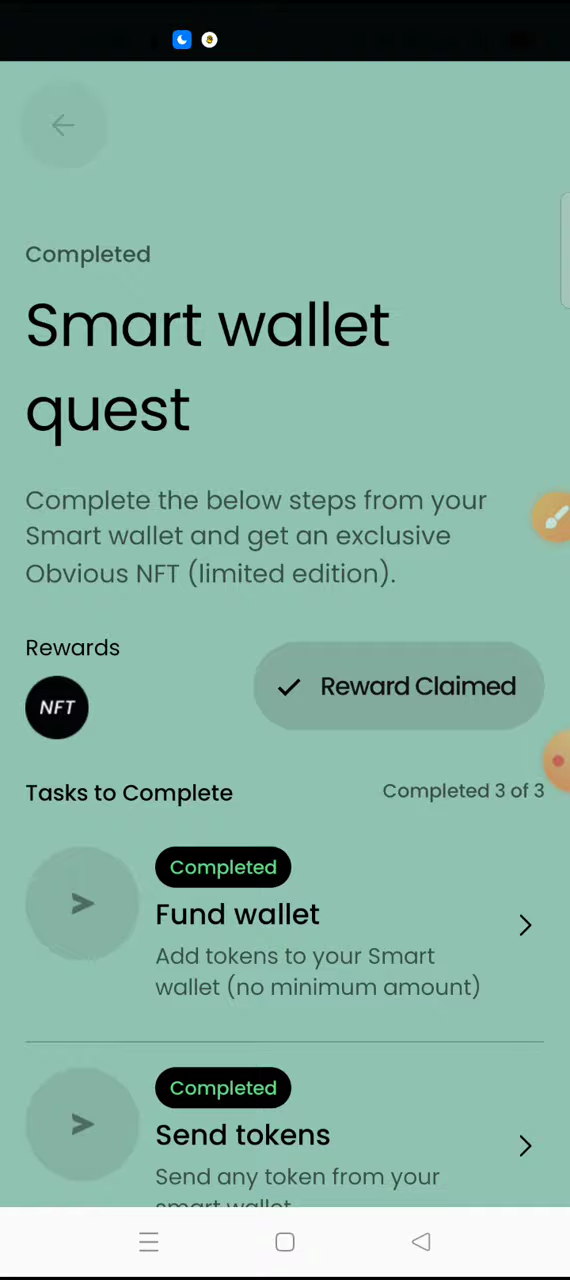 Completed
Smart wallet
quest
Complete the below steps from your
Smart wallet and get an exclusive
Obvious NFT (limited edition).
Rewards
NFT
Reward Claimed
Tasks to Complete
Completed 3 of 3
Completed
Fund wallet
Add tokens to your Smart
wallet (no minimum amount)
Completed
Send tokens
Send any token from your
smart wallet